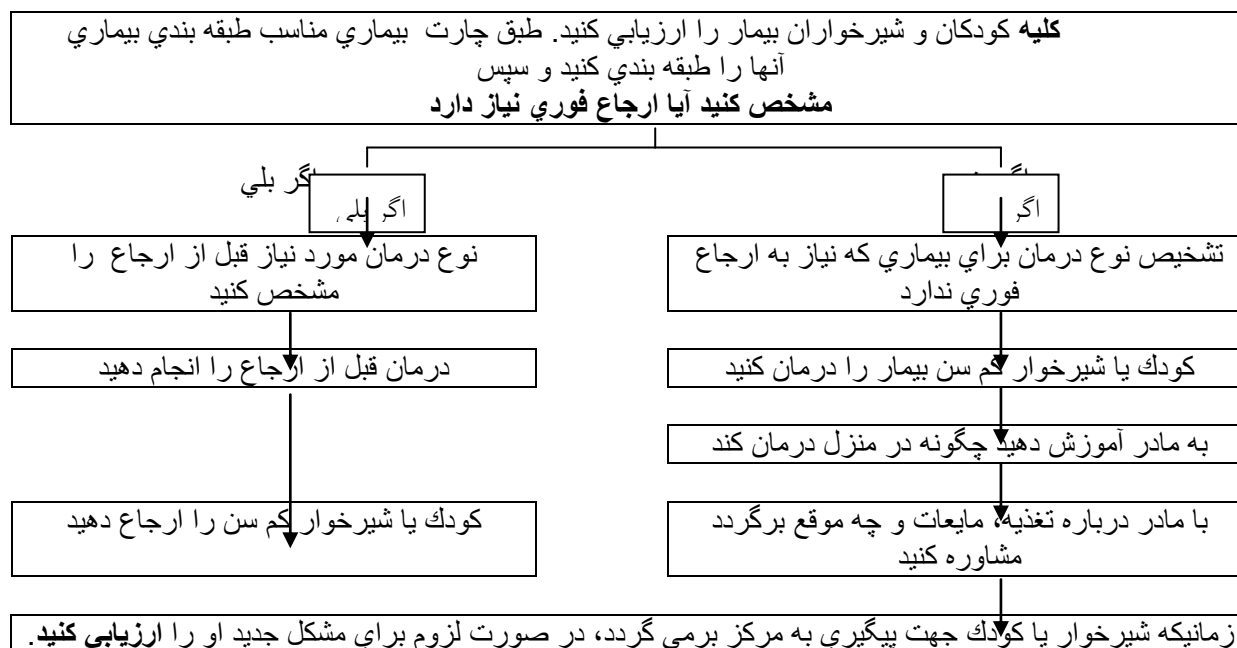 كليه كودكان و شيرخواران بيمار را ارزيابي كنيد. طبق چارت بيماري مناسب طبقه بندي بيماري
آنها را طبقه بندي كنيد و سپس
مشخص كنيد آيا ارجاع فوري نياز دارد
اگر بلي
اگر بلي
اگر
تشخيص نوع درمان براي بيماري كه نياز به ارجاع
فوري ندارد
نوع درمان مورد نياز قبل از ارجاع را
مشخص كنيد
كودك يا شيرخوار كم سن بيمار را درمان كنيد
درمان قبل از ارجاع را انجام دهيد
به مادر آموزش دهيد چگونه در منزل درمان كند
با مادر درباره تغذيه، مايعات و چه موقع برگردد
مشاوره كنيد
كودك يا شيرخوار كم سن را ارجاع دهيد
زمانيكه شيرخوار يا كودك جهت پيگيري به مركز برمي گردد، در صورت لزوم براي مشكل جديد او را ارزيابي كنيد.